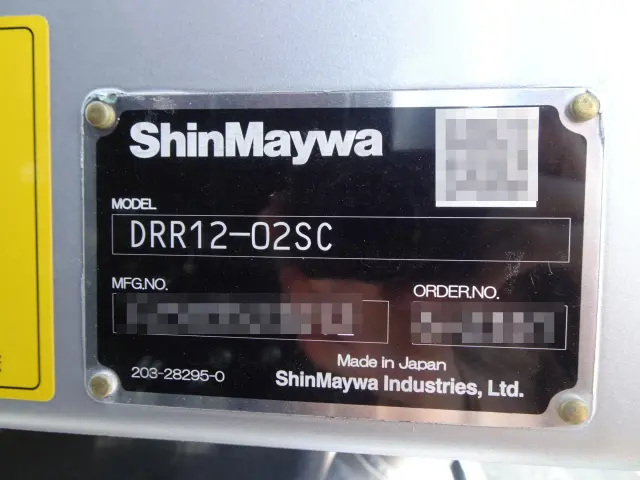 ShinMaywa
MODEL
DRR12-02SC
MFG.NO.
ORDER.NO.
203-28295-0
Made in Japan
ShinMaywa Industries, Ltd.